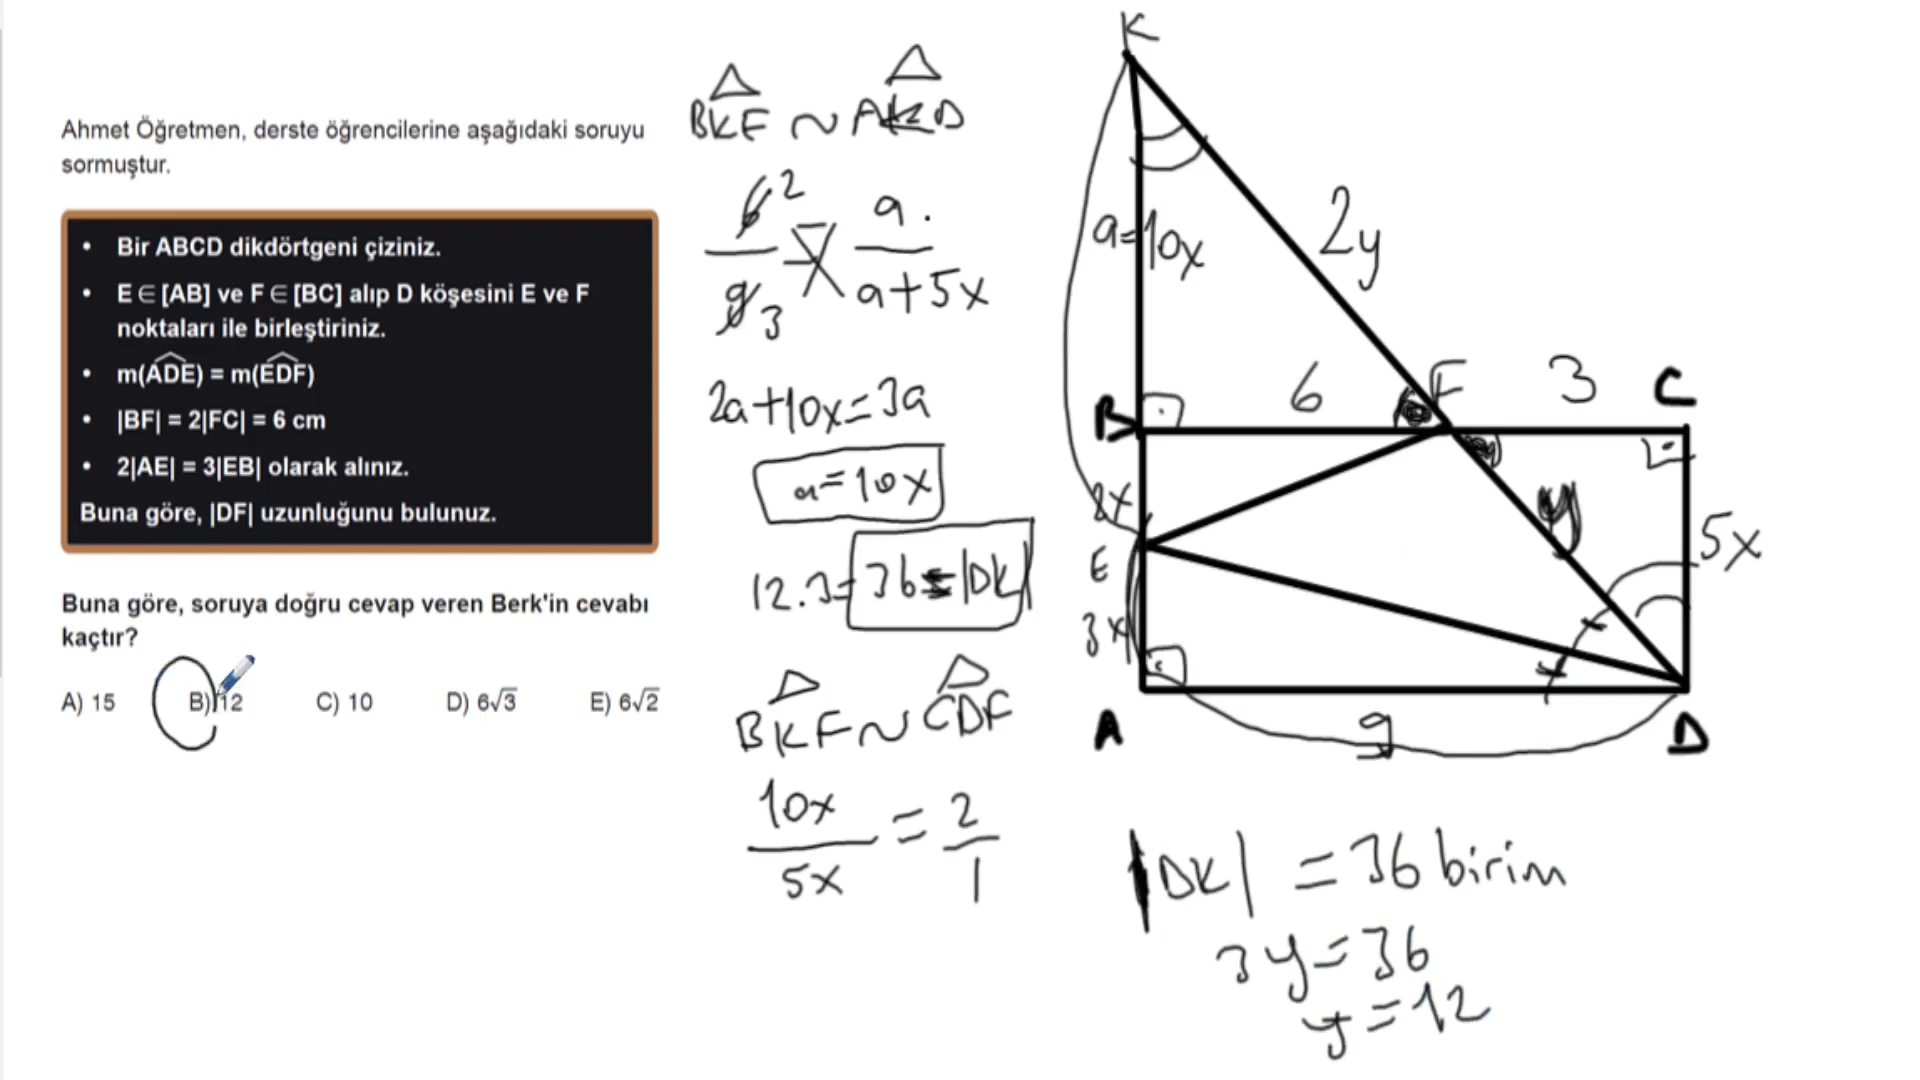 Ahmet Öğretmen, derste öğrencilerine aşağıdaki soruyu
sormuştur.
• Bir ABCD dikdörtgeni çiziniz.
• E ∈ [AB] ve F ∈ [BC] alıp D köşesini E ve F
noktaları ile birleştiriniz.
• m(ADE) = m(EDF)
• |BF| = 2|FC| = 6 cm
• 2|AE| = 3|EB| olarak alınız.
Buna göre, |DF| uzunluğunu bulunuz.
Buna göre, soruya doğru cevap veren Berk'in cevabı
kaçtır?
A) 15 B) 12 C) 10 D) 6√3 E) 6√2
BKF ~ AKD
6 2 a
9 3 a+5x
2a+10x=3a
a=10x
12.3=36=|DK|
BKF ~ CDF
10x = 2
5x 1
K
a=10x
2y
B
6
F
3
C
2x
E
3x
y
5x
A
9
D
|DK| = 36 birim
3y=36
y=12